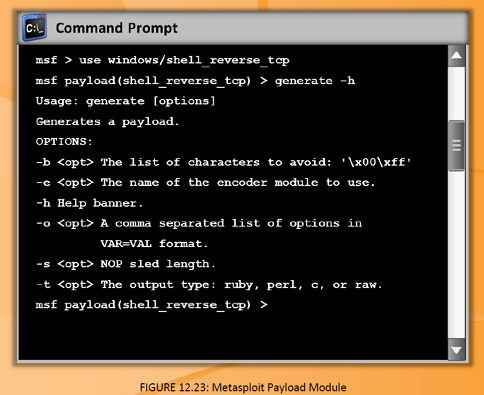 C:\_
Command Prompt
msf > use windows/shell_reverse_tcp
msf payload(shell_reverse_tcp) > generate -h
Usage: generate [options]
Generates a payload.
OPTIONS:
-b <opt> The list of characters to avoid: '\x00\xff'
-e <opt> The name of the encoder module to use.
-h Help banner.
-o <opt> A comma separated list of options in
VAR=VAL format.
-s <opt> NOP sled length.
-t <opt> The output type: ruby, perl, c, or raw.
msf payload(shell_reverse_tcp) >
FIGURE 12.23: Metasploit Payload Module